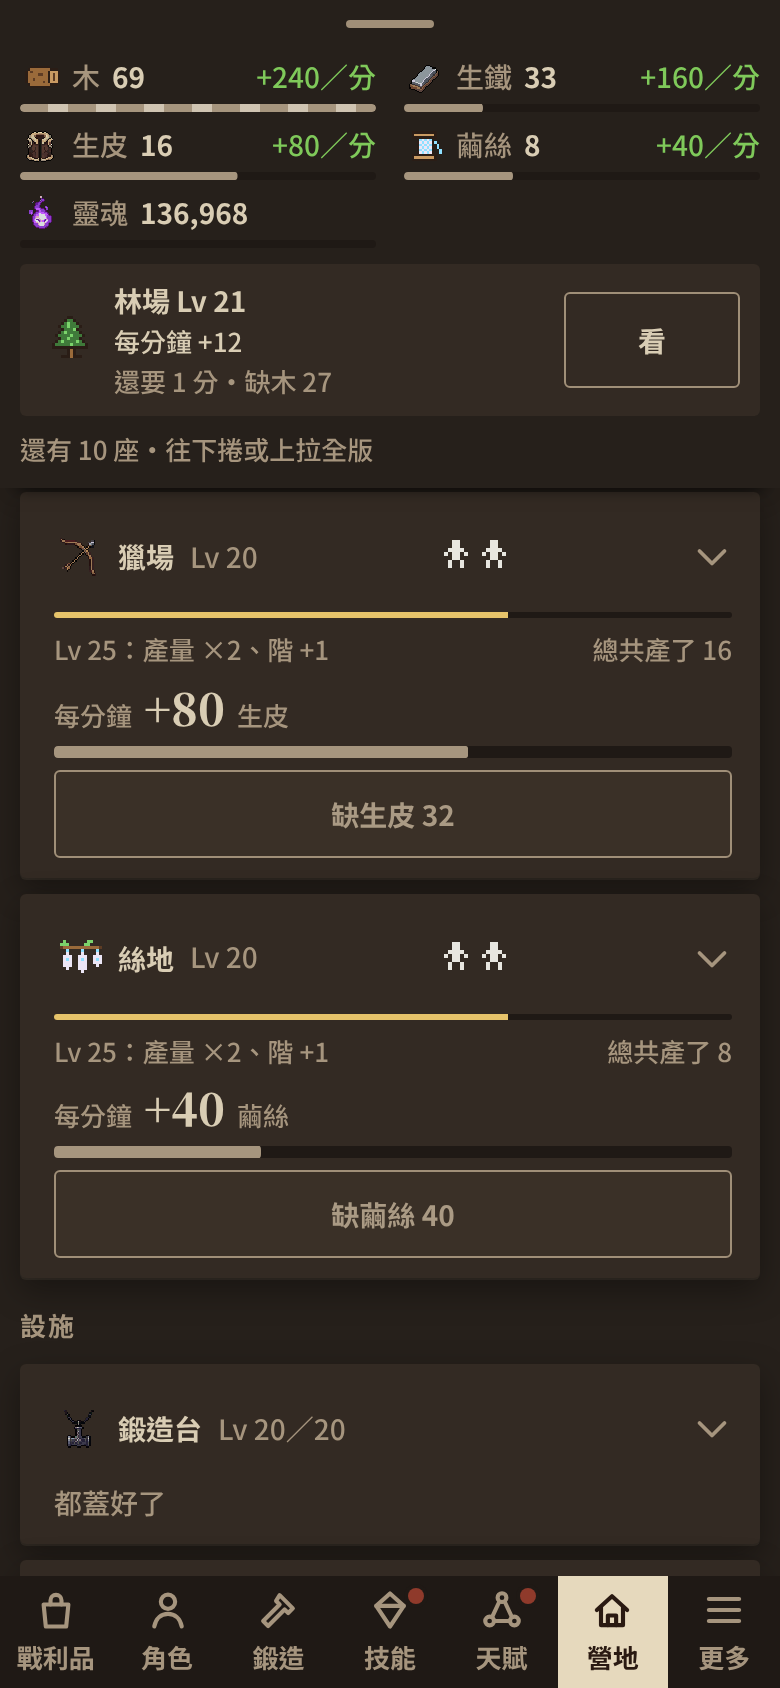 木 69 +240／分
生鐵 33 +160／分
生皮 16 +80／分
繭絲 8 +40／分
靈魂 136,968
林場 Lv 21
每分鐘 +12
還要 1 分・缺木 27
看
還有 10 座・往下捲或上拉全版
獵場 Lv 20
Lv 25：產量 ×2、階 +1
總共產了 16
每分鐘 +80 生皮
缺生皮 32
絲地 Lv 20
Lv 25：產量 ×2、階 +1
總共產了 8
每分鐘 +40 繭絲
缺繭絲 40
設施
鍛造台 Lv 20／20
都蓋好了
戰利品
角色
鍛造
技能
天賦
營地
更多